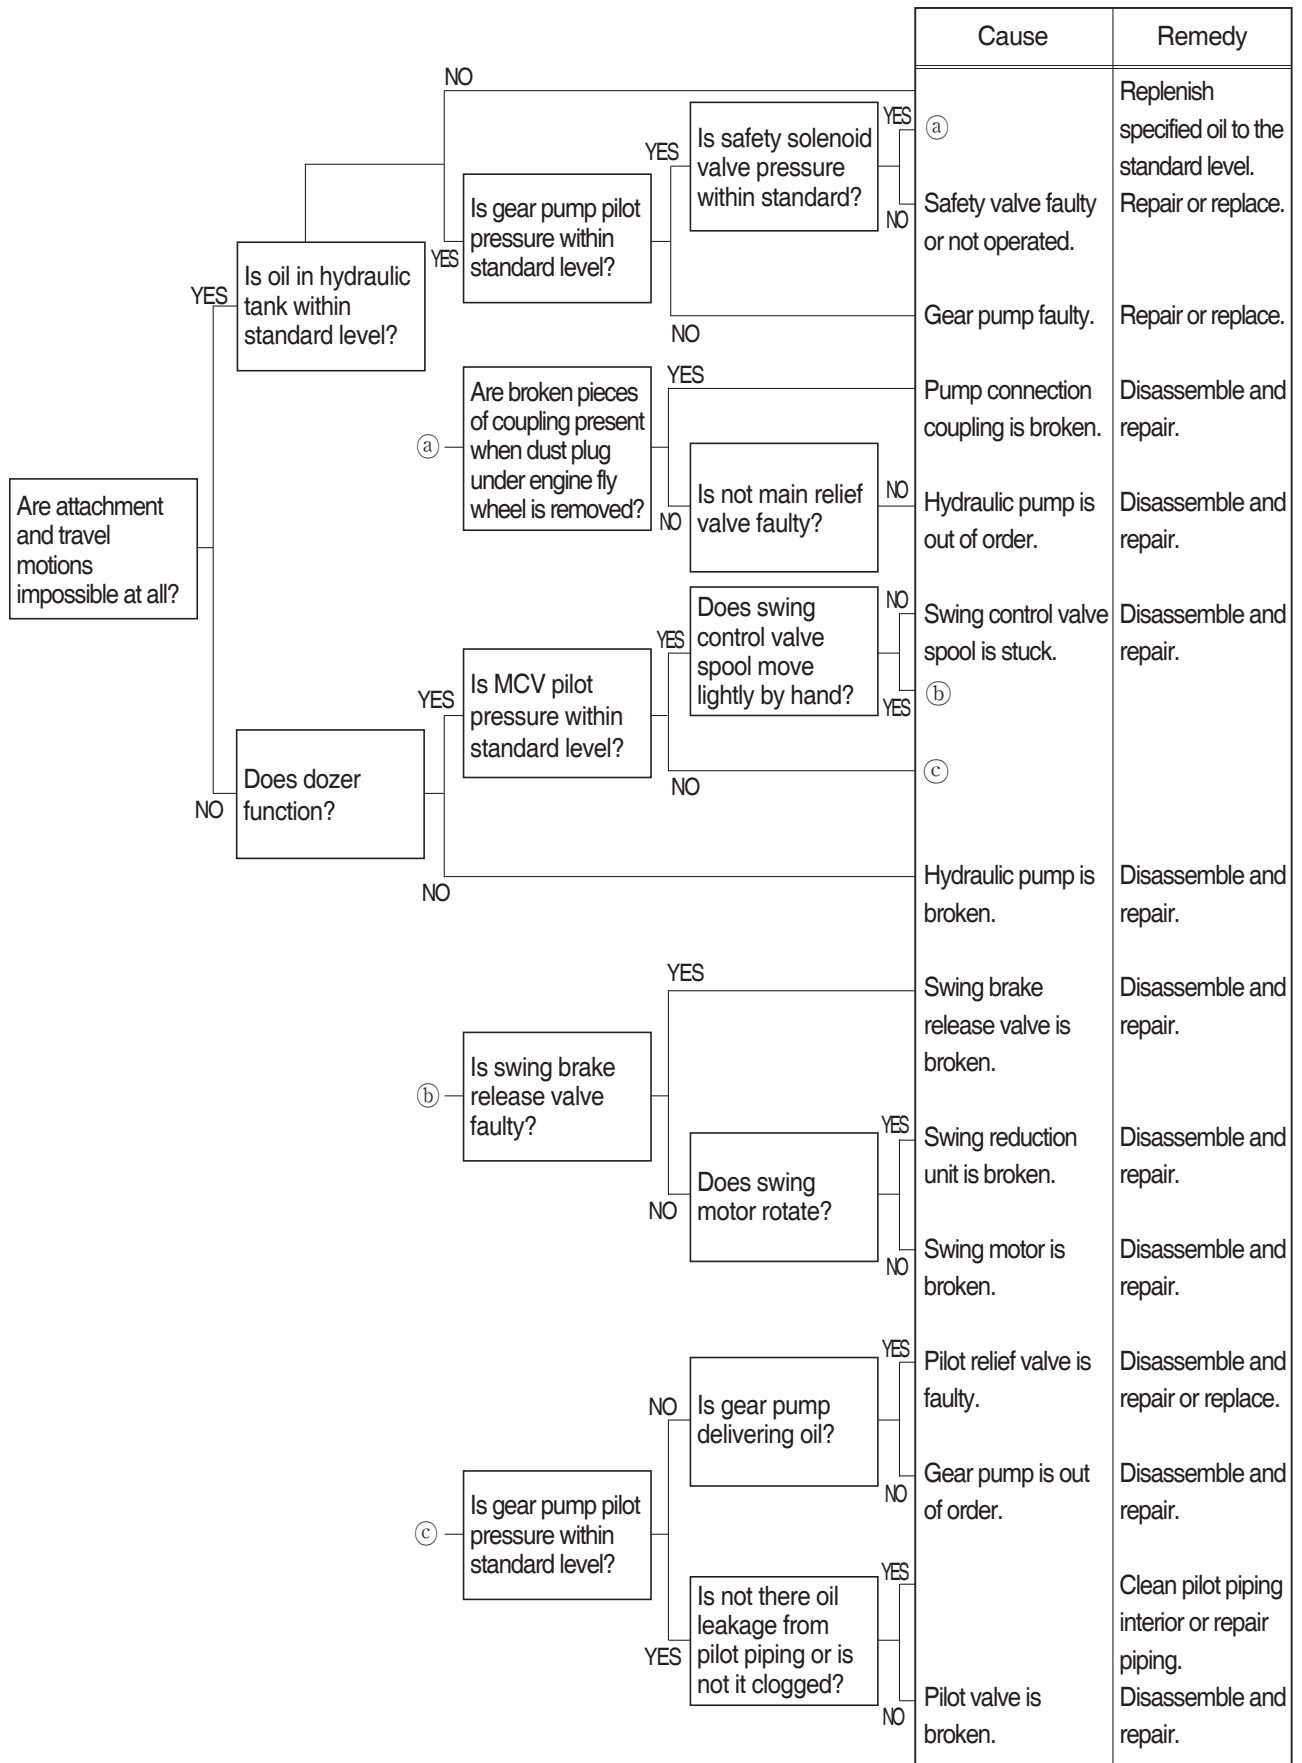 Cause
Remedy
NO
Replenish
specified oil to the
standard level.
YES
Is safety solenoid
valve pressure
within standard?
YES
ⓐ
NO
Safety valve faulty
or not operated.
Repair or replace.
Is gear pump pilot
pressure within
standard level?
YES
YES
Is oil in hydraulic
tank within
standard level?
NO
Gear pump faulty.
Repair or replace.
YES
ⓐ
Are broken pieces
of coupling present
when dust plug
under engine fly
wheel is removed?
Pump connection
coupling is broken.
Disassemble and
repair.
NO
Is not main relief
valve faulty?
NO
Hydraulic pump is
out of order.
Disassemble and
repair.
Are attachment
and travel
motions
impossible at all?
Does swing
control valve
spool move
lightly by hand?
NO
Swing control valve
spool is stuck.
Disassemble and
repair.
YES
YES
ⓑ
YES
Is MCV pilot
pressure within
standard level?
NO
ⓒ
NO
Does dozer
function?
NO
Hydraulic pump is
broken.
Disassemble and
repair.
YES
Swing brake
release valve is
broken.
Disassemble and
repair.
ⓑ
Is swing brake
release valve
faulty?
NO
Does swing
motor rotate?
YES
Swing reduction
unit is broken.
Disassemble and
repair.
NO
Swing motor is
broken.
Disassemble and
repair.
NO
Is gear pump
delivering oil?
YES
Pilot relief valve is
faulty.
Disassemble and
repair or replace.
NO
Gear pump is out
of order.
Disassemble and
repair.
ⓒ
Is gear pump pilot
pressure within
standard level?
YES
Is not there oil
leakage from
pilot piping or is
not it clogged?
YES
Clean pilot piping
interior or repair
piping.
NO
Pilot valve is
broken.
Disassemble and
repair.